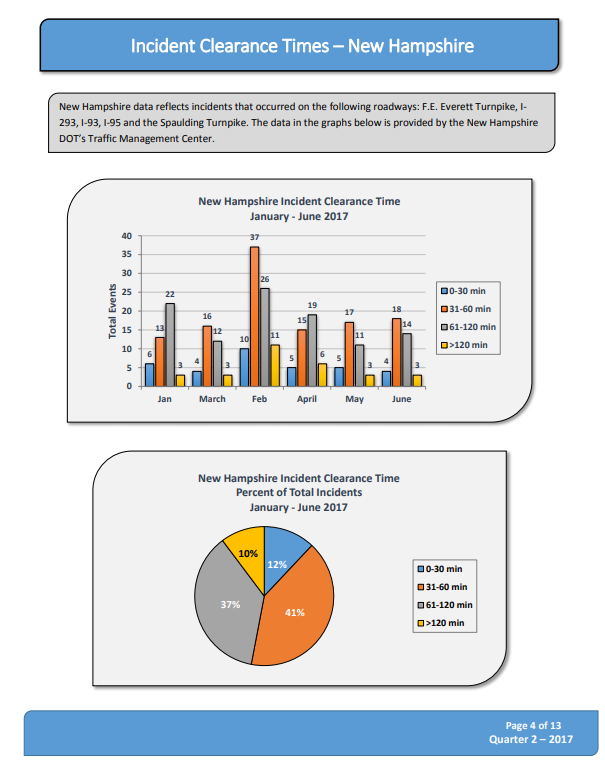 Incident Clearance Times – New Hampshire
New Hampshire data reflects incidents that occurred on the following roadways: F.E. Everett Turnpike, I-
293, I-93, I-95 and the Spaulding Turnpike. The data in the graphs below is provided by the New Hampshire
DOT's Traffic Management Center.
New Hampshire Incident Clearance Time
January - June 2017
Total Events
40
35
30
25
20
15
10
5
0
6 13 22 3
4 16 12 3
10 37 26 11
5 15 19 6
5 17 11 3
4 18 14 3
Jan March Feb April May June
0-30 min
31-60 min
61-120 min
>120 min
New Hampshire Incident Clearance Time
Percent of Total Incidents
January - June 2017
10%
12%
37%
41%
0-30 min
31-60 min
61-120 min
>120 min
Page 4 of 13
Quarter 2 – 2017